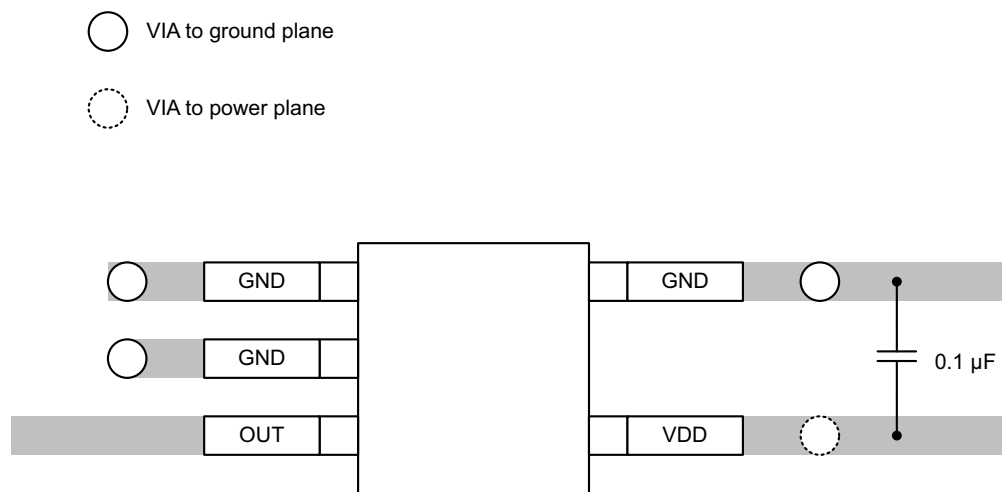 VIA to ground plane
VIA to power plane
GND
GND
GND
0.1 µF
OUT
VDD